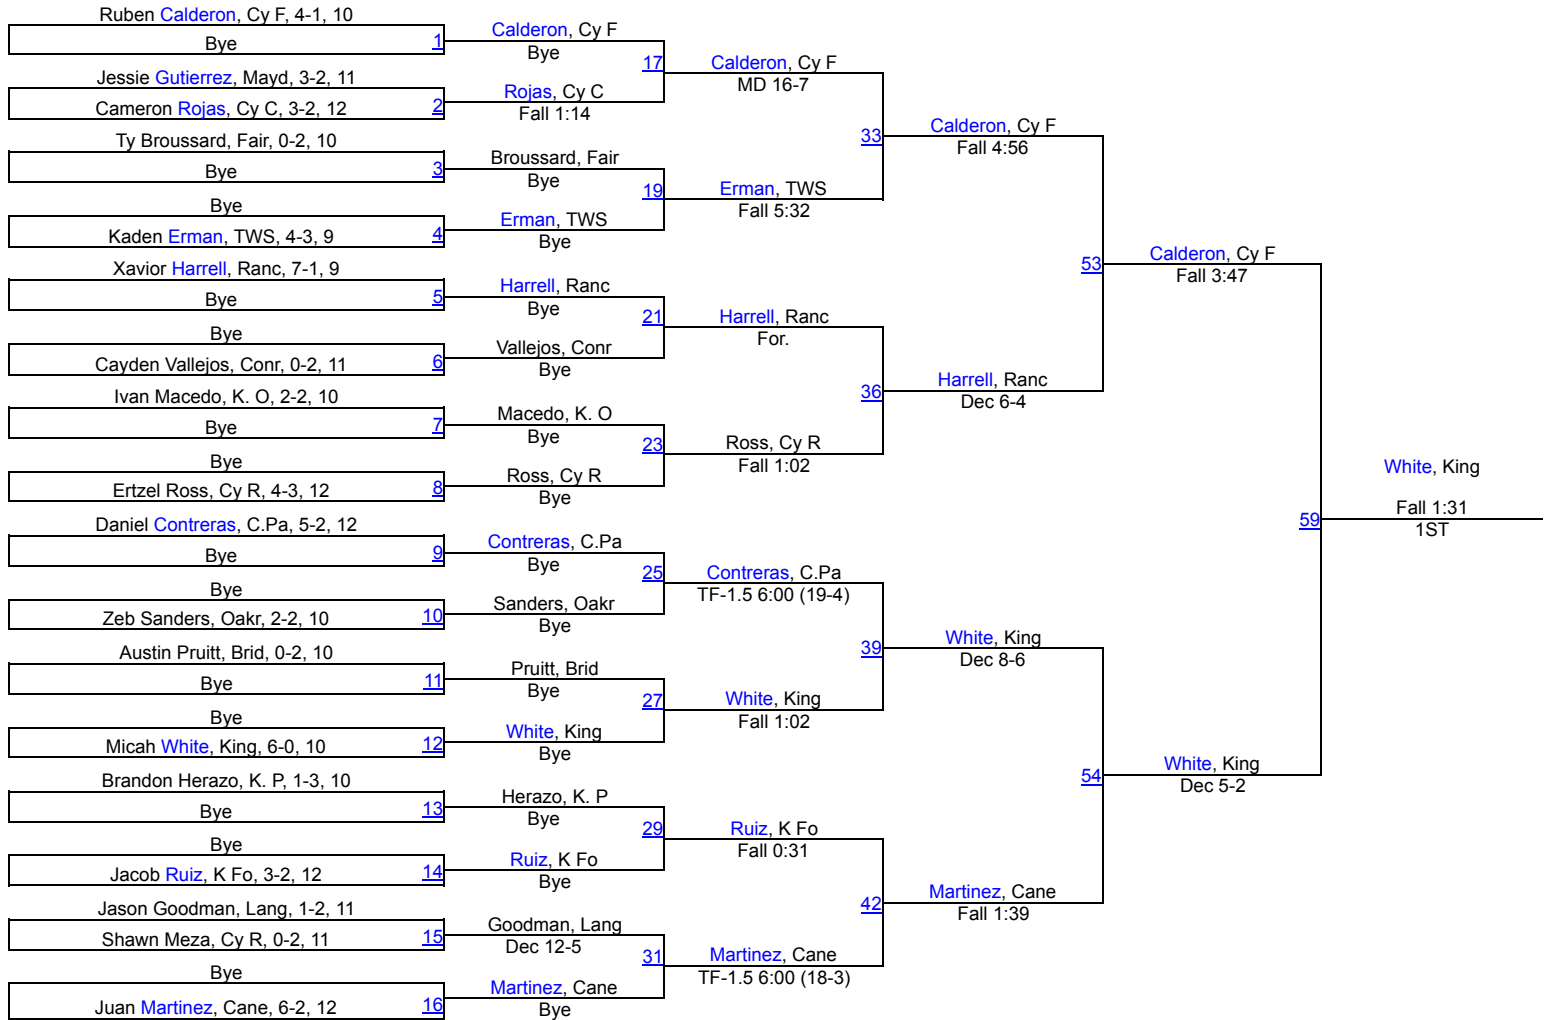 Ruben Calderon, Cy F, 4-1, 10
Bye
1
Jessie Gutierrez, Mayd, 3-2, 11
Cameron Rojas, Cy C, 3-2, 12
2
Ty Broussard, Fair, 0-2, 10
Bye
3
Bye
Kaden Erman, TWS, 4-3, 9
4
Xavior Harrell, Ranc, 7-1, 9
Bye
5
Bye
Cayden Vallejos, Conr, 0-2, 11
6
Ivan Macedo, K. O, 2-2, 10
Bye
7
Bye
Ertzel Ross, Cy R, 4-3, 12
8
Daniel Contreras, C.Pa, 5-2, 12
Bye
9
Bye
Zeb Sanders, Oakr, 2-2, 10
10
Austin Pruitt, Brid, 0-2, 10
Bye
11
Bye
Micah White, King, 6-0, 10
12
Brandon Herazo, K. P, 1-3, 10
Bye
13
Bye
Jacob Ruiz, K Fo, 3-2, 12
14
Jason Goodman, Lang, 1-2, 11
Shawn Meza, Cy R, 0-2, 11
15
Bye
Juan Martinez, Cane, 6-2, 12
16
Calderon, Cy F
Bye
17
Rojas, Cy C
Fall 1:14
Broussard, Fair
Bye
19
Erman, TWS
Bye
Harrell, Ranc
Bye
21
Vallejos, Conr
Bye
Macedo, K. O
Bye
23
Ross, Cy R
Bye
Contreras, C.Pa
Bye
25
Sanders, Oakr
Bye
Pruitt, Brid
Bye
27
White, King
Bye
Herazo, K. P
Bye
29
Ruiz, K Fo
Bye
Goodman, Lang
Dec 12-5
31
Martinez, Cane
Bye
Calderon, Cy F
MD 16-7
33
Erman, TWS
Fall 5:32
Harrell, Ranc
For.
36
Ross, Cy R
Fall 1:02
Contreras, C.Pa
TF-1.5 6:00 (19-4)
39
White, King
Fall 1:02
Ruiz, K Fo
Fall 0:31
42
Martinez, Cane
TF-1.5 6:00 (18-3)
Calderon, Cy F
Fall 4:56
53
Harrell, Ranc
Dec 6-4
White, King
Dec 8-6
54
Martinez, Cane
Fall 1:39
Calderon, Cy F
Fall 3:47
59
White, King
Dec 5-2
White, King
Fall 1:31
1ST